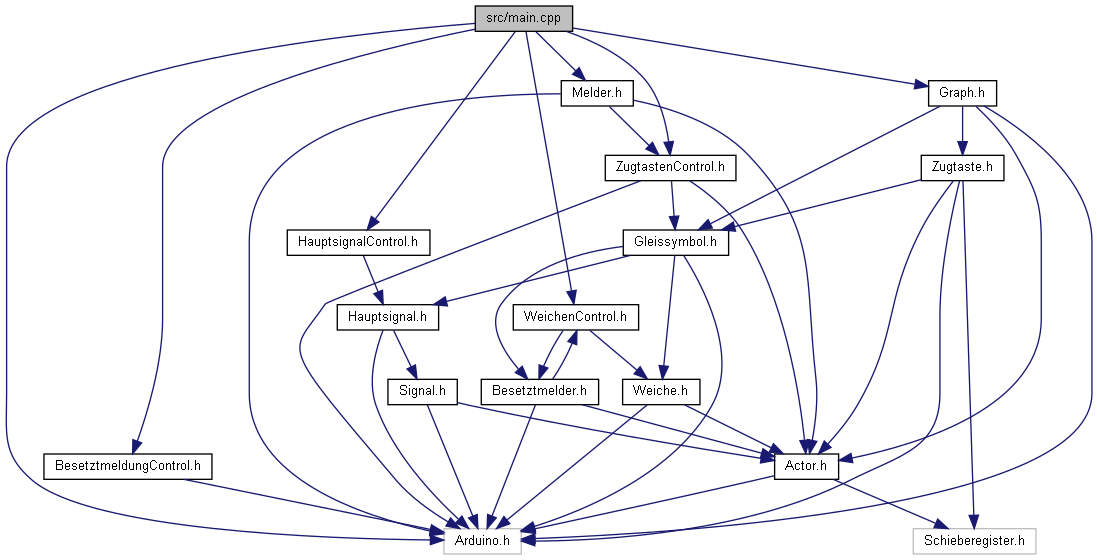 src/main.cpp
Melder.h
Graph.h
ZugtastenControl.h
Zugtaste.h
HauptsignalControl.h
Gleissymbol.h
Hauptsignal.h
WeichenControl.h
Signal.h
Besetztmelder.h
Weiche.h
BesetztmeldungControl.h
Actor.h
Arduino.h
Schieberegister.h